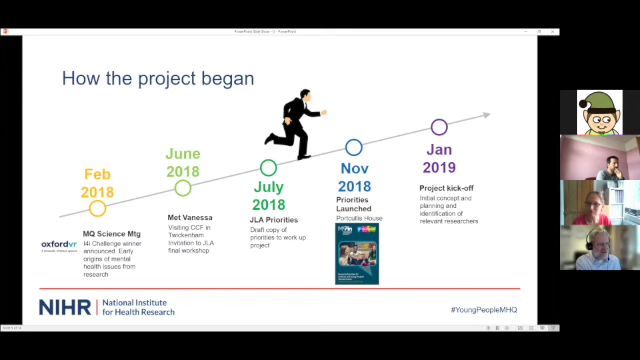 How the project began
Feb
2018
MQ Science Mtg
i4i Challenge winner
announced. Early
origins of mental
health issues from
research
oxfordvr
June
2018
Met Vanessa
Visiting CCF in
Twickenham.
Invitation to JLA
final workshop
July
2018
JLA Priorities
Draft copy of
priorities to work up
project
Nov
2018
Priorities
Launched
Portcullis House
Jan
2019
Project kick-off
Initial concept and
planning and
identification of
relevant researchers
NIHR
National Institute
for Health Research
#YoungPeopleMHQ